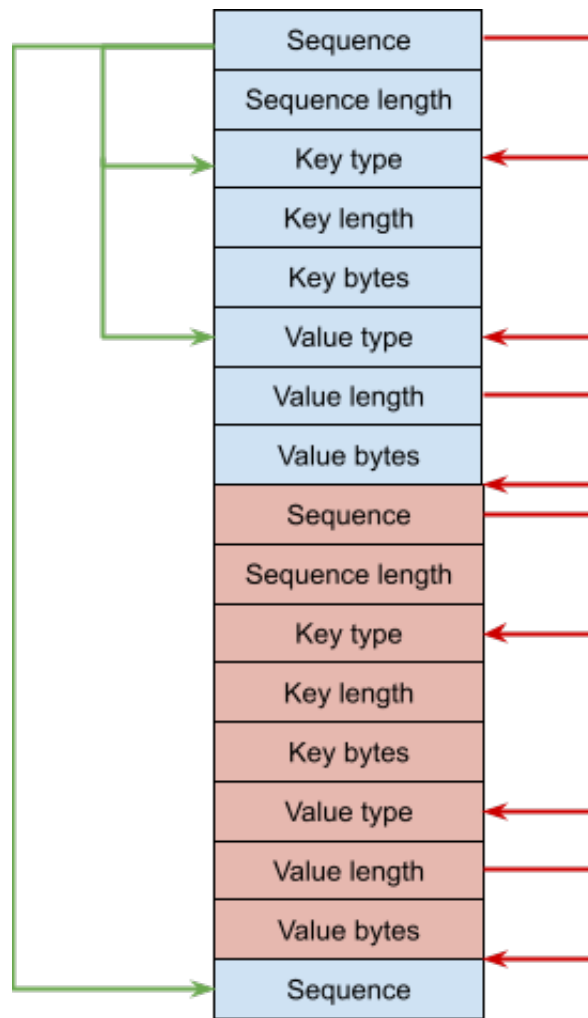 Sequence
Sequence length
Key type
Key length
Key bytes
Value type
Value length
Value bytes
Sequence
Sequence length
Key type
Key length
Key bytes
Value type
Value length
Value bytes
Sequence